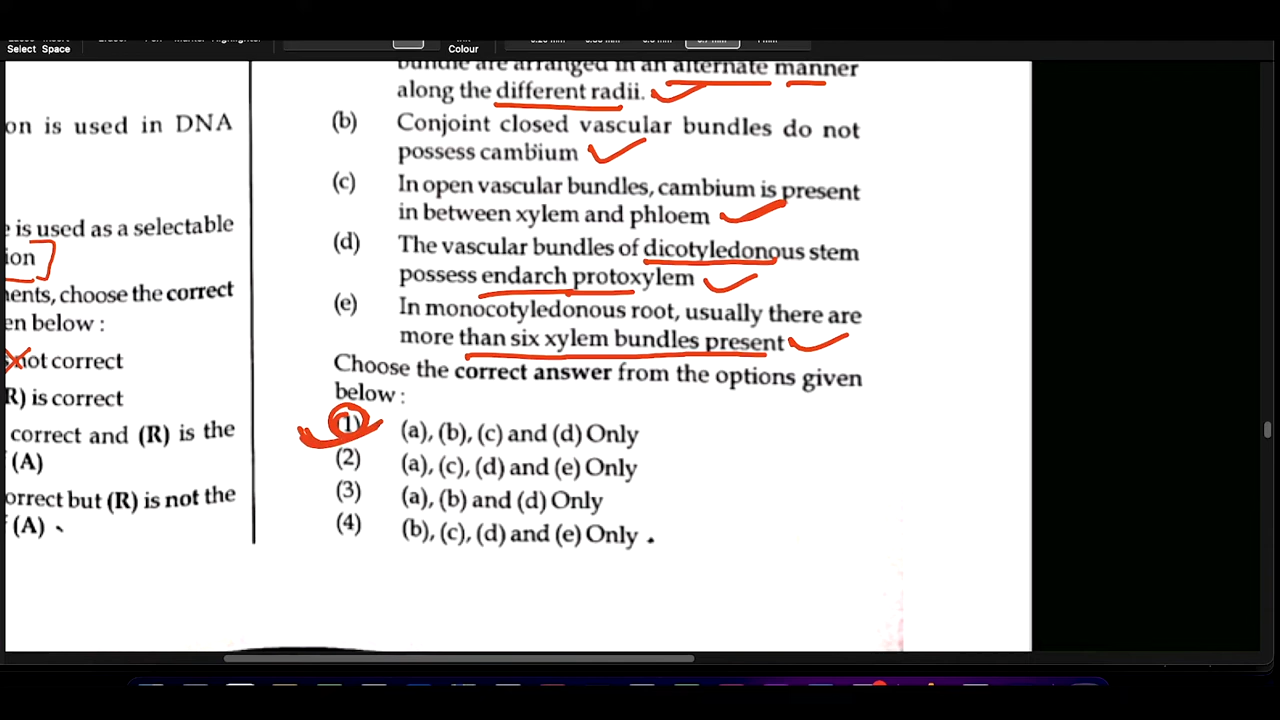 Select
Space
Colour
bundle are arranged in an alternate manner
along the different radii.
(b) Conjoint closed vascular bundles do not
possess cambium
(c) In open vascular bundles, cambium is present
in between xylem and phloem
(d) The vascular bundles of dicotyledonous stem
possess endarch protoxylem
(e) In monocotyledonous root, usually there are
more than six xylem bundles present
Choose the correct answer from the options given
below :
(1) (a), (b), (c) and (d) Only
(2) (a), (c), (d) and (e) Only
(3) (a), (b) and (d) Only
(4) (b), (c), (d) and (e) Only
on is used in DNA
e is used as a selectable
ion
ents, choose the correct
en below :
not correct
R) is correct
correct and (R) is the
(A)
orrect but (R) is not the
(A)